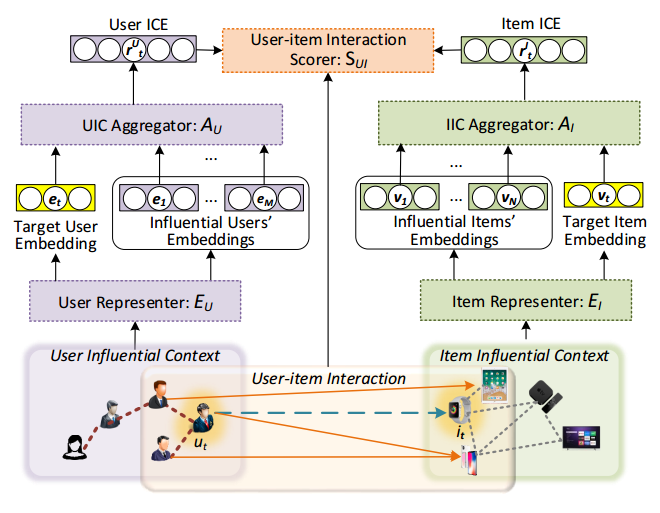 User ICE
Item ICE
r^U_t
User-item Interaction
Scorer: S_UI
r^I_t
UIC Aggregator: A_U
IIC Aggregator: A_I
...
...
e_t
e_1
...
e_M
v_1
...
v_N
v_t
Target User
Embedding
Influential Users'
Embeddings
Influential Items'
Embeddings
Target Item
Embedding
User Representer: E_U
Item Representer: E_I
User Influential Context
Item Influential Context
User-item Interaction
u_t
i_t